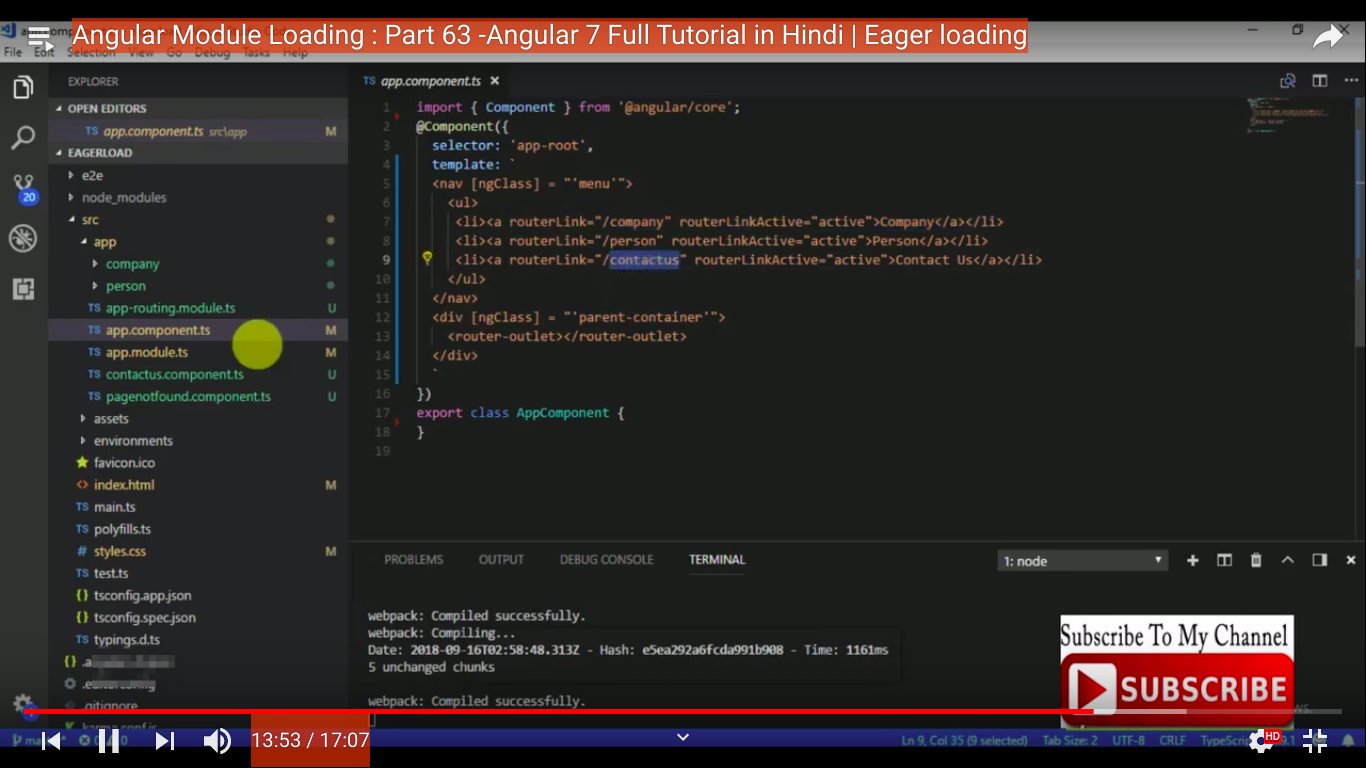 Angular Module Loading : Part 63 -Angular 7 Full Tutorial in Hindi | Eager loading
File Edit Selection View Go Debug Tasks Help
EXPLORER
OPEN EDITORS
TS app.component.ts src\app M
EAGERLOAD
e2e
node_modules
src
app
company
person
TS app-routing.module.ts U
TS app.component.ts M
TS app.module.ts M
TS contactus.component.ts U
TS pagenotfound.component.ts U
assets
environments
favicon.ico
<> index.html M
TS main.ts
TS polyfills.ts
# styles.css M
TS test.ts
{} tsconfig.app.json
{} tsconfig.spec.json
TS typings.d.ts
.editorconfig
.gitignore
karma.conf.js
20
TS app.component.ts ×
1 import { Component } from '@angular/core';
2 @Component({
3 selector: 'app-root',
4 template: `
5 <nav [ngClass] = "'menu'">
6 <ul>
7 <li><a routerLink="/company" routerLinkActive="active">Company</a></li>
8 <li><a routerLink="/person" routerLinkActive="active">Person</a></li>
9 <li><a routerLink="/contactus" routerLinkActive="active">Contact Us</a></li>
10 </ul>
11 </nav>
12 <div [ngClass] = "'parent-container'">
13 <router-outlet></router-outlet>
14 </div>
15 `
16 })
17 export class AppComponent {
18 }
19
PROBLEMS OUTPUT DEBUG CONSOLE TERMINAL 1: node
webpack: Compiled successfully.
webpack: Compiling...
Date: 2018-09-16T02:58:48.313Z - Hash: e5ea292a6fcda991b908 - Time: 1161ms
5 unchanged chunks
webpack: Compiled successfully.
Subscribe To My Channel
SUBSCRIBE
13:53 / 17:07
HD
Ln 9, Col 35 (9 selected) Tab Size: 2 UTF-8 CRLF